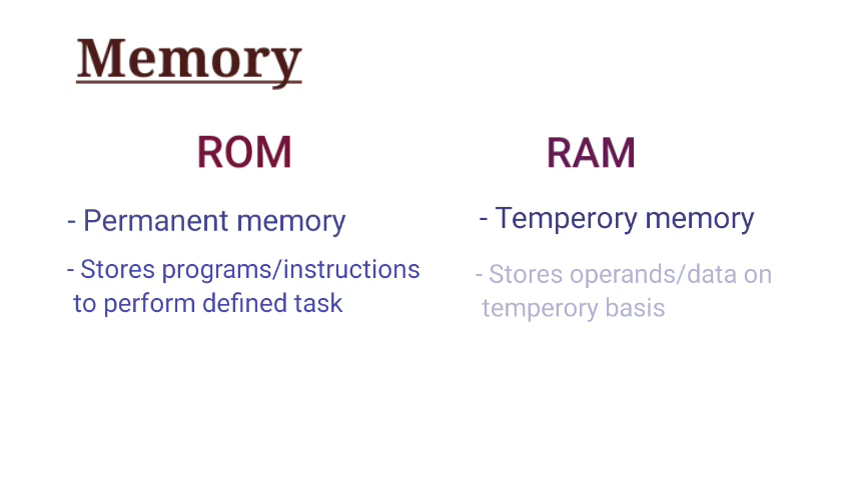 Memory
ROM
- Permanent memory
- Stores programs/instructions
to perform defined task
RAM
- Temperory memory
- Stores operands/data on
temperory basis